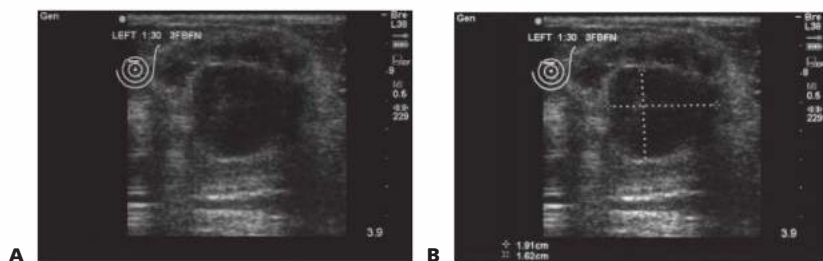 Gen
Bre
L38
LEFT 1:30 3FBFN
MI
0.5
229
3.9
A
Gen
Bre
L38
LEFT 1:30 3FBFN
MI
0.5
229
3.9
1.91cm
1.62cm
B